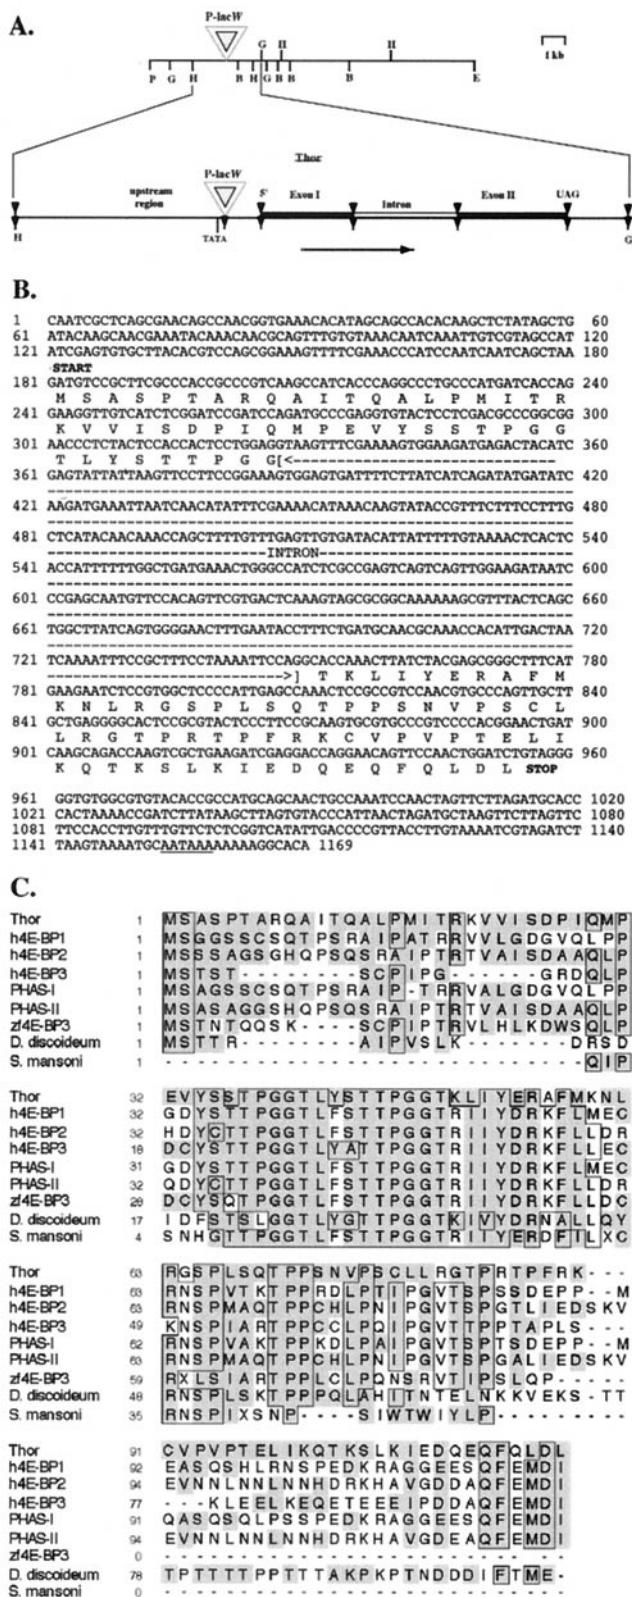 A.
P-lacW
G H H 1 kb
P G H B H G B B B E
Thor
P-lacW
upstream region 5' Exon I Intron Exon II UAG
H TATA G
B.
1 CAATCGCTCAGCGAACAGCCAACGGTGAAACACATAGCAGCCACACAAGCTCTATAGCTG 60
61 ATACAAGCAACGAAATACAAACAACGCAGTTTGTGTAAACAATCAAATTGTCGTAGCCAT 120
121 ATCGAGTGTGCTTACACGTCCAGCGGAAAGTTTTCGAAACCCATCCAATCAATCAGCTAA 180
START
181 GATGTCCGCTTCGCCCACCGCCCGTCAAGCCATCACCCAGGCCCTGCCCATGATCACCAG 240
M S A S P T A R Q A I T Q A L P M I T R
241 GAAGGTTGTCATCTCGGATCCGATCCAGATGCCCGAGGTGTACTCCTCGACGCCCGGCGG 300
K V V I S D P I Q M P E V Y S S T P G G
301 AACCCTCTACTCCACCACTCCTGGAGGTAAGTTTCGAAAAGTGGAAGATGAGACTACATC 360
T L Y S T T P G G[<--------------------------
361 GAGTATTATTAAGTTCCTTCCGGAAAGTGGAGTGATTTTCTTATCATCAGATATGATATC 420
------------------------------------------------------------
421 AAGATGAAATTAATCAACATATTTCGAAAACATAAACAAGTATACCGTTTCTTTCCTTTG 480
------------------------------------------------------------
481 CTCATACAACAAACCAGCTTTTGTTTGAGTTGTGATACATTATTTTTGTAAAACTCACTC 540
-------------------------INTRON-----------------------------
541 ACCATTTTTTGGCTGATGAAACTGGGCCATCTCGCCGAGTCAGTCAGTTGGAAGATAATC 600
------------------------------------------------------------
601 CCGAGCAATGTTCCACAGTTCGTGACTCAAAGTAGCGCGGCAAAAAAGCGTTTACTCAGC 660
------------------------------------------------------------
661 TGGCTTATCAGTGGGGAACTTTGAATACCTTTCTGATGCAACGCAAACCACATTGACTAA 720
------------------------------------------------------------
721 TCAAAATTTCCGCTTTCCTAAAATTCCAGGCACCAAACTTATCTACGAGCGGGCTTTCAT 780
--------------------------->] T K L I Y E R A F M
781 GAAGAATCTCCGTGGCTCCCCATTGAGCCAAACTCCGCCGTCCAACGTGCCCAGTTGCTT 840
K N L R G S P L S Q T P P S N V P S C L
841 GCTGAGGGGCACTCCGCGTACTCCCTTCCGCAAGTGCGTGCCCGTCCCCACGGAACTGAT 900
L R G T P R T P F R K C V P V P T E L I
901 CAAGCAGACCAAGTCGCTGAAGATCGAGGACCAGGAACAGTTCCAACTGGATCTGTAGGG 960
K Q T K S L K I E D Q E Q F Q L D L STOP
961 GGTGTGGCGTGTACACCGCCATGCAGCAACTGCCAAATCCAACTAGTTCTTAGATGCACC 1020
1021 CACTAAAACCGATCTTATAAGCTTAGTGTACCCATTAACTAGATGCTAAGTTCTTAGTTC 1080
1081 TTCCACCTTGTTTGTTCTCTCGGTCATATTGACCCCGTTACCTTGTAAAATCGTAGATCT 1140
1141 TAAGTAAAATGCAATAAAAAAAAGGCACA 1169
C.
Thor 1 MSASPTARQAITQALPMITRKVVISDPIQMP
h4E-BP1 1 MSGGSSCSQTPSRAIPATRRVVLGDGVQLPP
h4E-BP2 1 MSSSAGSGHQPSQSRAIPTRTVAISDAAQLP
h4E-BP3 1 MSTST-------SCPIPG------GRDQLP
PHAS-I 1 MSAGSSCSQTPSRAIP-TRRVALGDGVQLPP
PHAS-II 1 MSASAGGSHQPSQSRAIPTRTVAISDAAQLP
zf4E-BP3 1 MSTNTQQSK----SCPIPTRVLHLKDWSQLP
D. discoideum 1 MSTTR-------AIPVSLK------DRSD
S. mansoni 1 ----------------------------QIP
Thor 32 EVYSSTPGGTLYSTTPGGTKLIYERAFMKNL
h4E-BP1 32 GDYSTTPGGTLFSTTPGGTRIIYDRKFLMEC
h4E-BP2 32 HDYCTTPGGTLFSTTPGGTRIIYDRKFLLDR
h4E-BP3 18 DCYSTTPGGTLYATTPGGTRIIYDRKFLLEC
PHAS-I 31 GDYSTTPGGTLFSTTPGGTRIIYDRKFLMEC
PHAS-II 32 QDYCTTPGGTLFSTTPGGTRIIYDRKFLLDR
zf4E-BP3 28 DCYSQTPGGTLFSTTPGGTRIIYDRKFLLDC
D. discoideum 17 IDFSTSLGGTLYGTTPGGTKIVYDRNALLQY
S. mansoni 4 SNHGTTPGGTLFSTTPGGTRIIYERDFILXC
Thor 63 RGSPLSQTPPSNVPSCLLRGTPRTPFRK---
h4E-BP1 63 RNSPVTKTPPRDLPTIPGVTSPSSDEPP--M
h4E-BP2 63 RNSPMAQTPPCHLPNIPGVTSPGTLIEDSKV
h4E-BP3 49 KNSPIARTPPCCLPQIPGVTTPPTAPLS---
PHAS-I 62 RNSPVAKTPPKDLPAIPGVTSPTSDEPP--M
PHAS-II 63 RNSPMAQTPPCHLPNIPGVTSPGALIEDSKV
zf4E-BP3 59 RXLSIARTPPLCLPQNSRVTIPSLQP-----
D. discoideum 48 RNSPLSKTPPPQLAHITNTELNKKVEKS-TT
S. mansoni 35 RNSPIXSNP----SIWTWIYLP---------
Thor 91 CVPVPTELIKQTKSLKIEDQEQFQLDL
h4E-BP1 92 EASQSHLRNSPEDKRAGGEESQFEMDI
h4E-BP2 94 EVNNLNNLNNHDRKHAVGDDAQFEMDI
h4E-BP3 77 ---KLEELKEQETEEEIPDDAQFEMDI
PHAS-I 91 QASQSQLPSSPEDKRAGGEESQFEMDI
PHAS-II 94 EVNNLNNLNNHDRKHAVGDEAQFEMDI
zf4E-BP3 0 ---------------------------
D. discoideum 78 TPTTTTPPTTTAKPKPTNDDDIFTME-
S. mansoni 0 ---------------------------